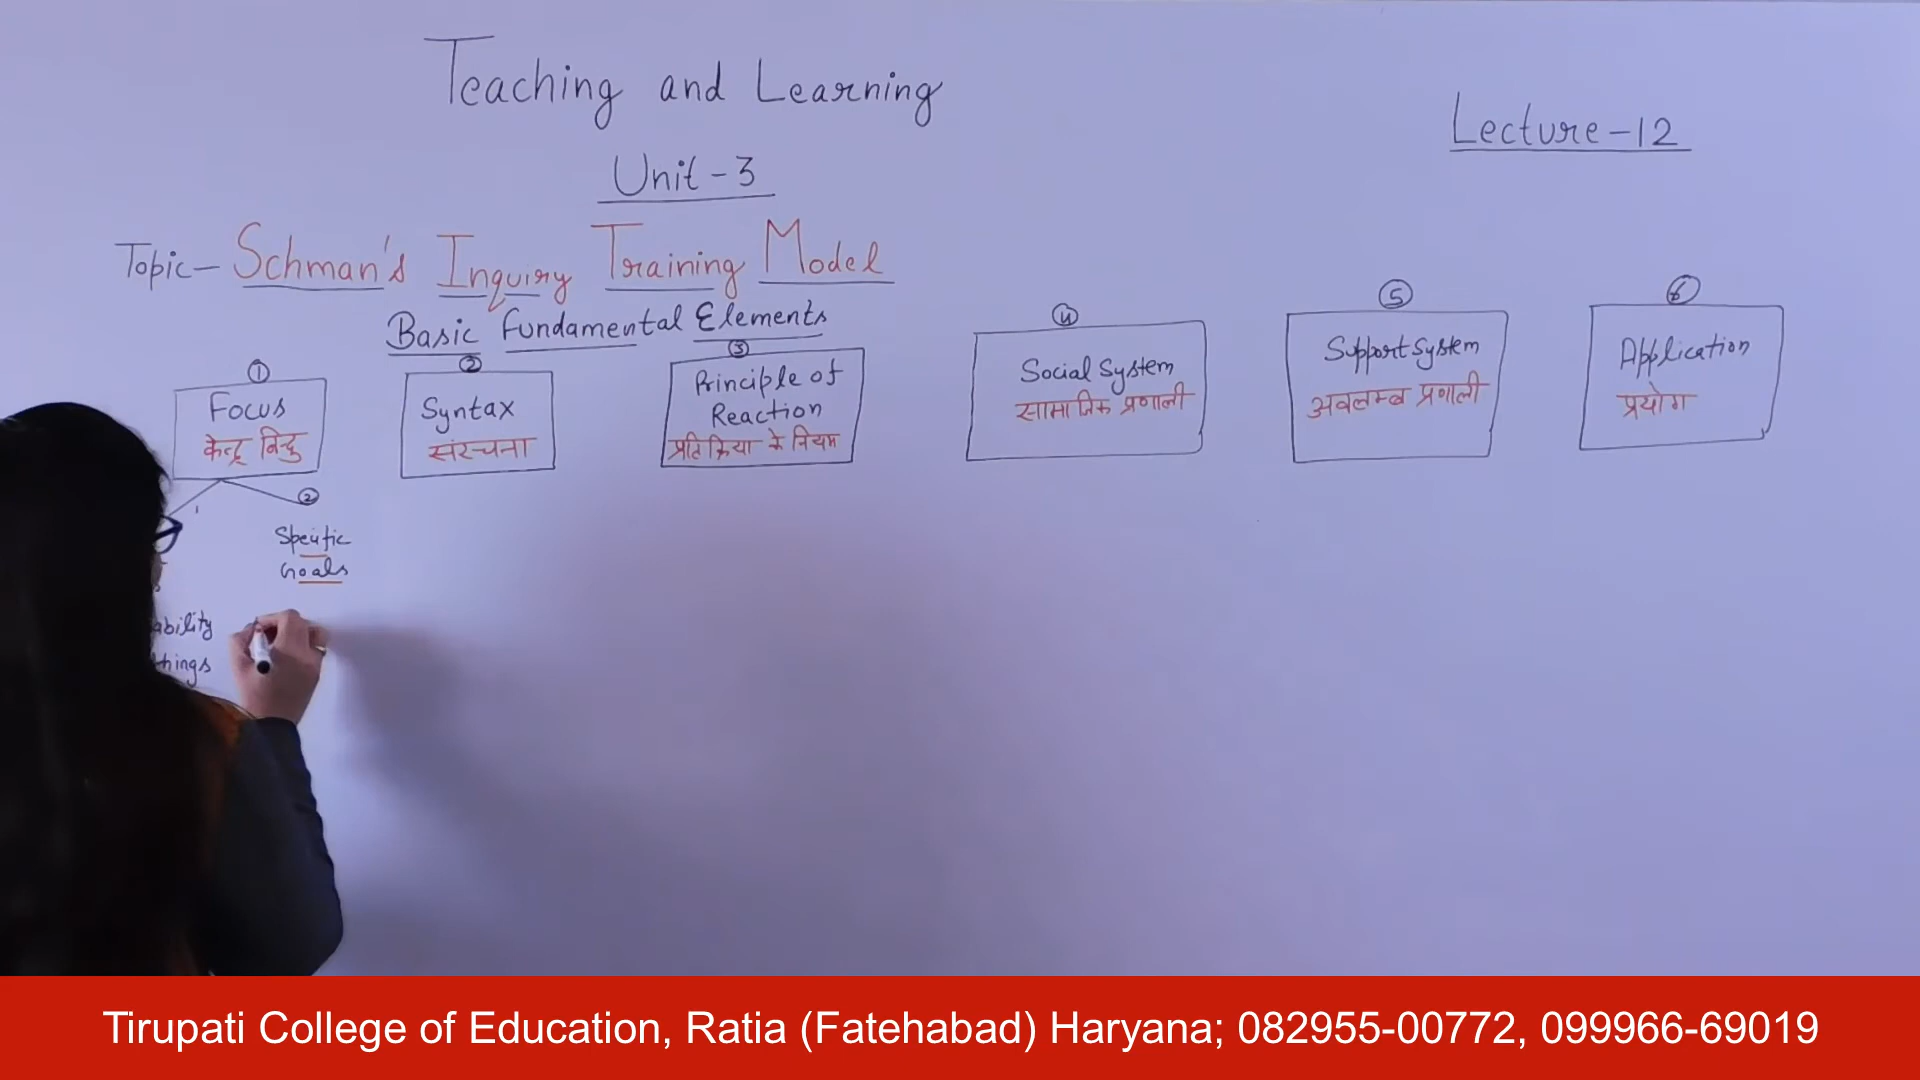 Teaching and Learning
Lecture-12
Unit-3
Topic- Schman's Inquiry Training Model
Basic Fundamental Elements
1
Focus
केन्द्र बिन्दु
2
Syntax
संरचना
3
Principle of
Reaction
प्रतिक्रिया के नियम
4
Social System
सामाजिक प्रणाली
5
Support System
अवलम्ब प्रणाली
6
Application
प्रयोग
2
Specific
Goals
ability
things
Tirupati College of Education, Ratia (Fatehabad) Haryana; 082955-00772, 099966-69019